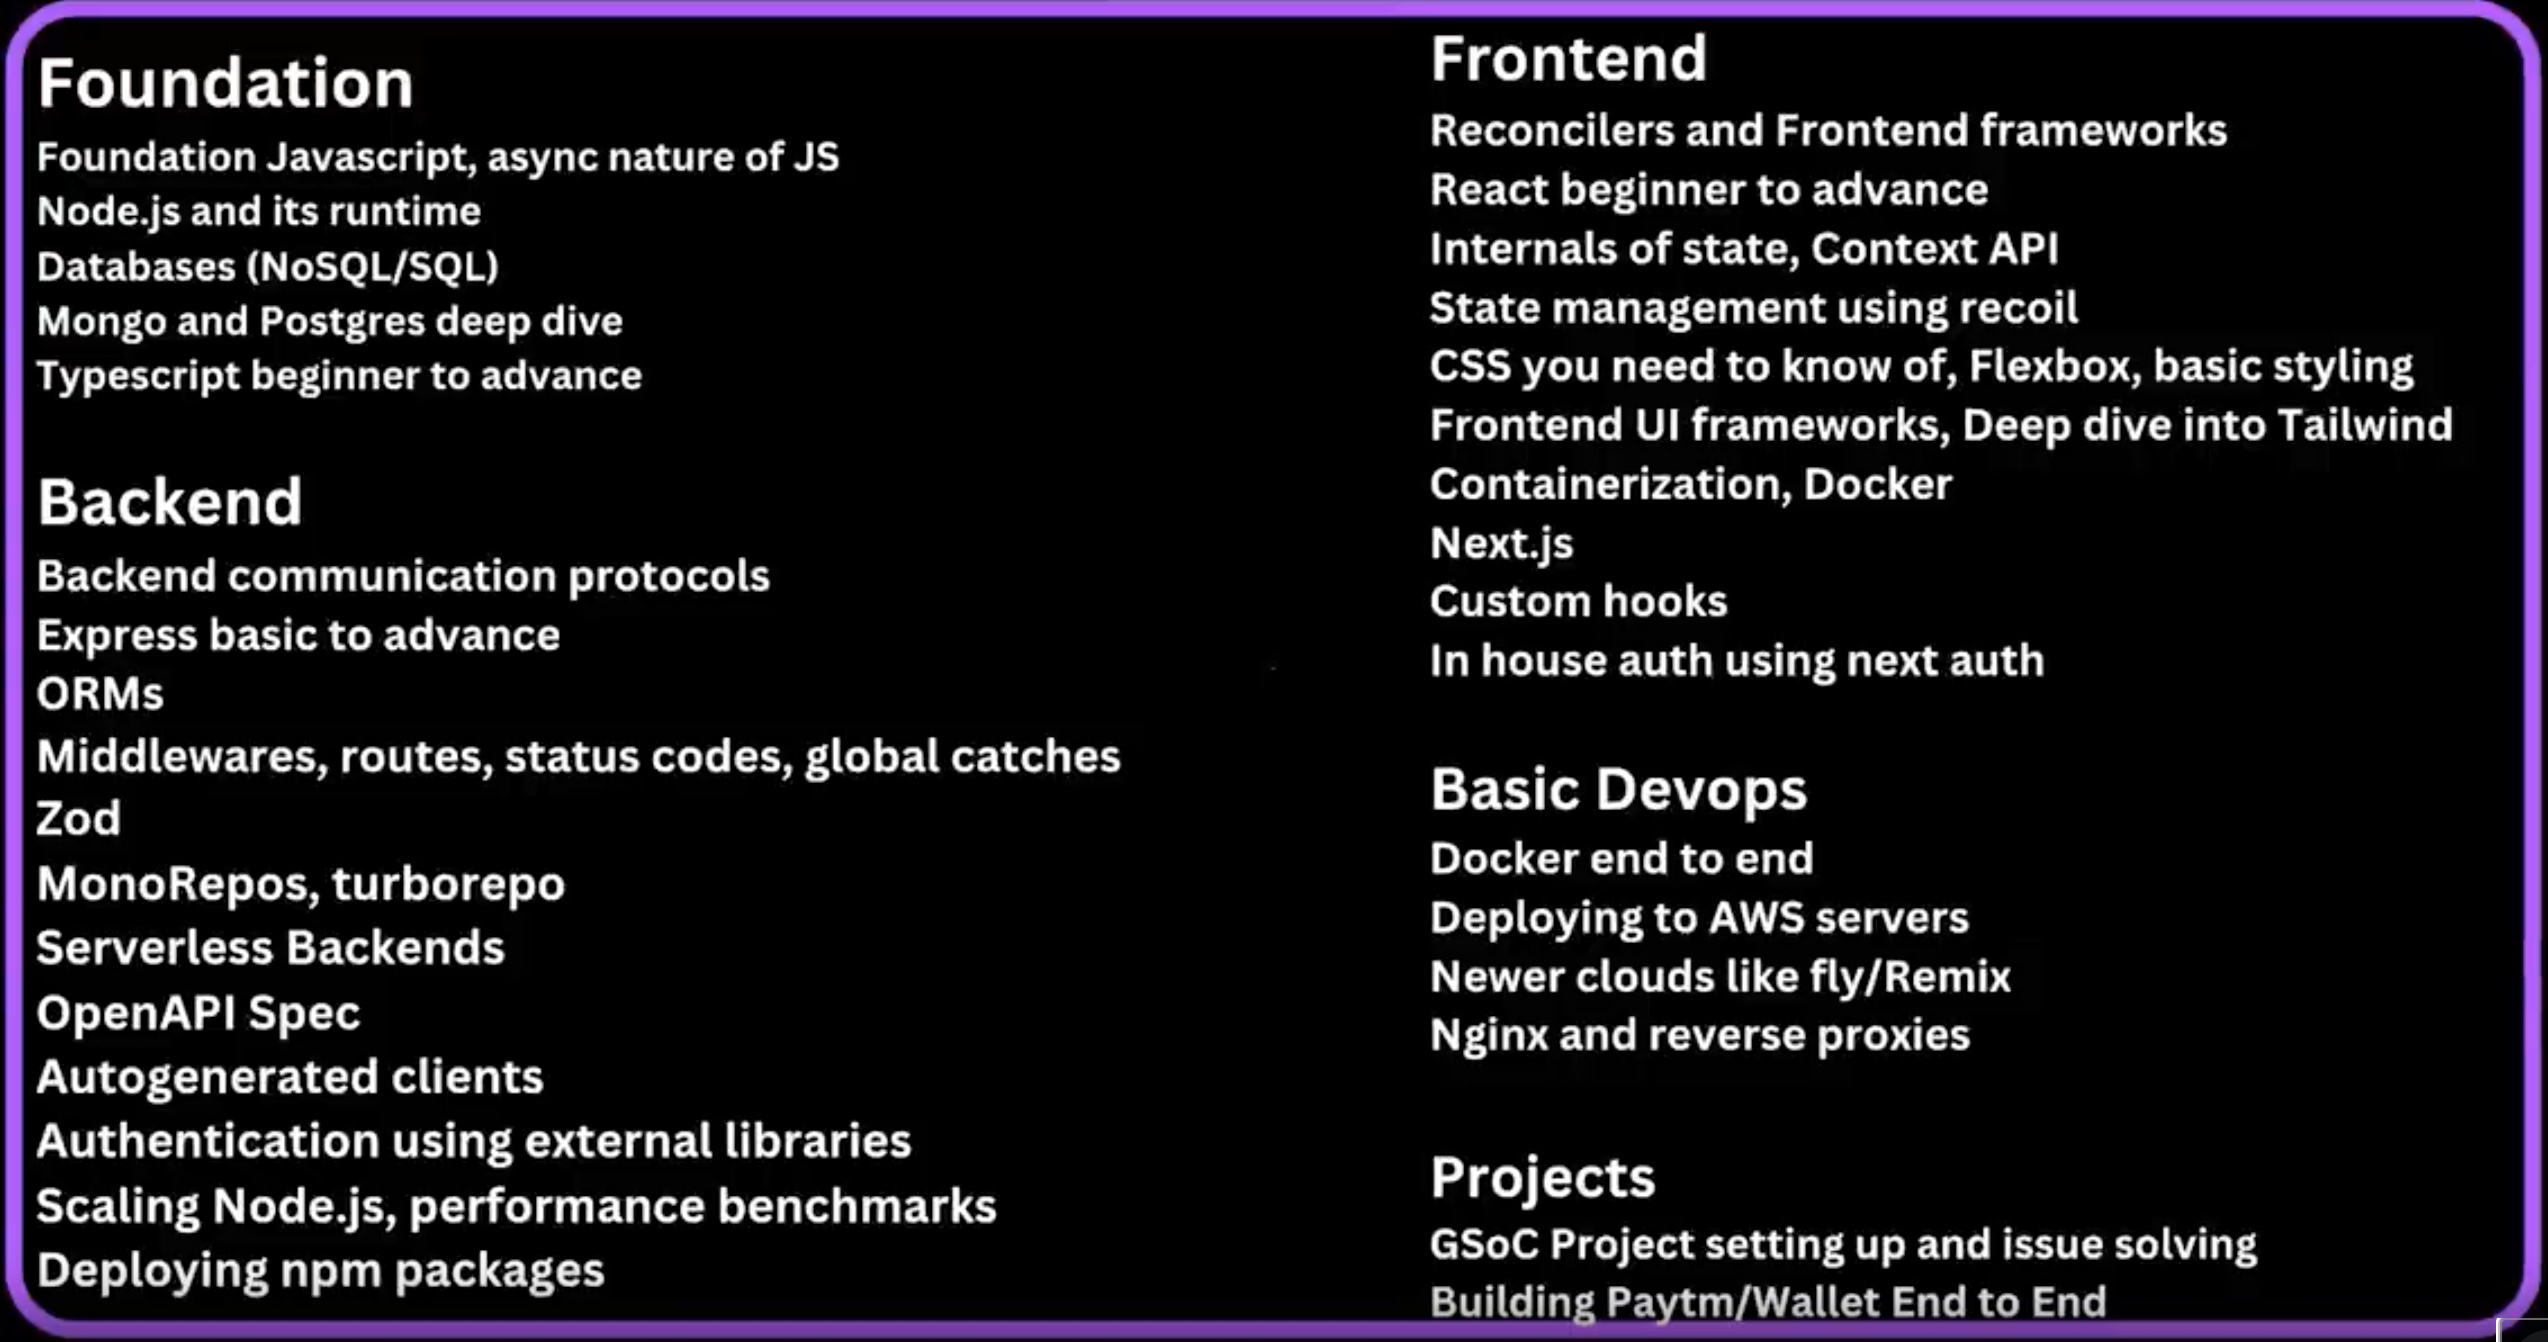 Foundation
Foundation Javascript, async nature of JS
Node.js and its runtime
Databases (NoSQL/SQL)
Mongo and Postgres deep dive
Typescript beginner to advance
Backend
Backend communication protocols
Express basic to advance
ORMs
Middlewares, routes, status codes, global catches
Zod
MonoRepos, turborepo
Serverless Backends
OpenAPI Spec
Autogenerated clients
Authentication using external libraries
Scaling Node.js, performance benchmarks
Deploying npm packages
Frontend
Reconcilers and Frontend frameworks
React beginner to advance
Internals of state, Context API
State management using recoil
CSS you need to know of, Flexbox, basic styling
Frontend UI frameworks, Deep dive into Tailwind
Containerization, Docker
Next.js
Custom hooks
In house auth using next auth
Basic Devops
Docker end to end
Deploying to AWS servers
Newer clouds like fly/Remix
Nginx and reverse proxies
Projects
GSoC Project setting up and issue solving
Building Paytm/Wallet End to End